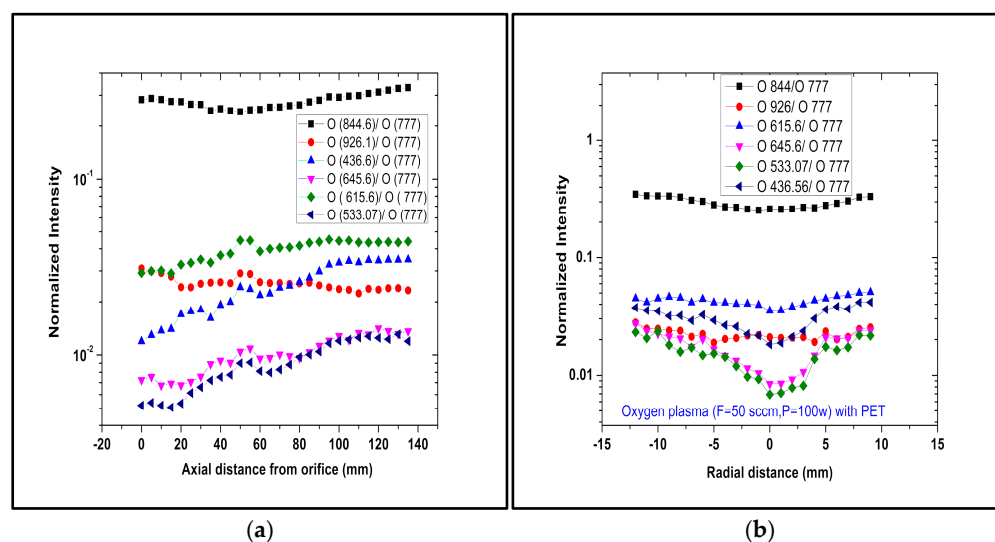 O (844.6)/ O (777)
O (926.1)/ O (777)
O (436.6)/ O (777)
O (645.6)/ O (777)
O ( 615.6)/ O ( 777)
O (533.07)/ O (777)
10⁻¹
10⁻²
Normalized Intensity
-20 0 20 40 60 80 100 120 140
Axial distance from orifice (mm)
(a)
O 844/O 777
O 926/ O 777
O 615.6/ O 777
O 645.6/ O 777
O 533.07/ O 777
O 436.56/ O 777
1
0.1
0.01
Normalized Intensity
Oxygen plasma (F=50 sccm,P=100w) with PET
-15 -10 -5 0 5 10 15
Radial distance (mm)
(b)